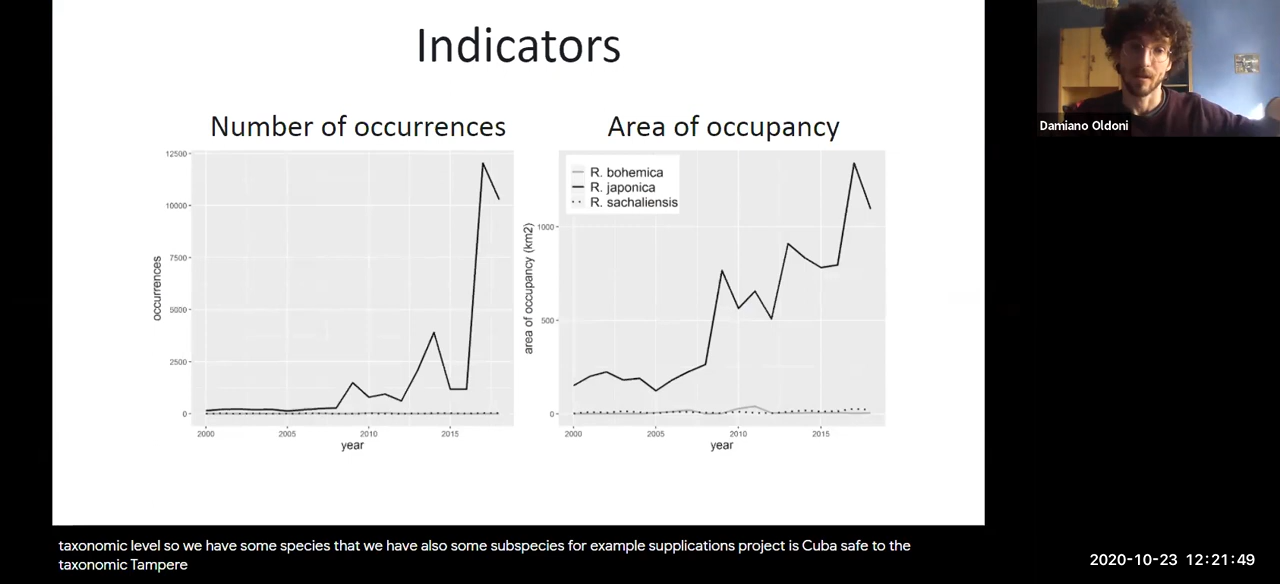 Indicators
Number of occurrences
Area of occupancy
12500
10000
7500
5000
2500
0
occurrences
2000
2005
2010
2015
year
R. bohemica
R. japonica
R. sachaliensis
1000
500
0
area of occupancy (km2)
2000
2005
2010
2015
year
Damiano Oldoni
taxonomic level so we have some species that we have also some subspecies for example supplications project is Cuba safe to the
taxonomic Tampere
2020-10-23 12:21:49